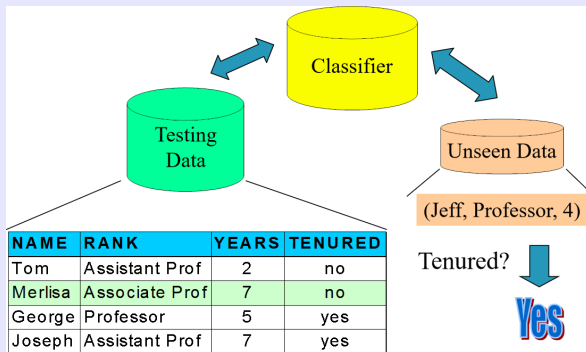 Classifier
Testing
Data
Unseen Data
(Jeff, Professor, 4)
NAME RANK YEARS TENURED
Tom Assistant Prof 2 no
Merlisa Associate Prof 7 no
George Professor 5 yes
Joseph Assistant Prof 7 yes
Tenured?
Yes